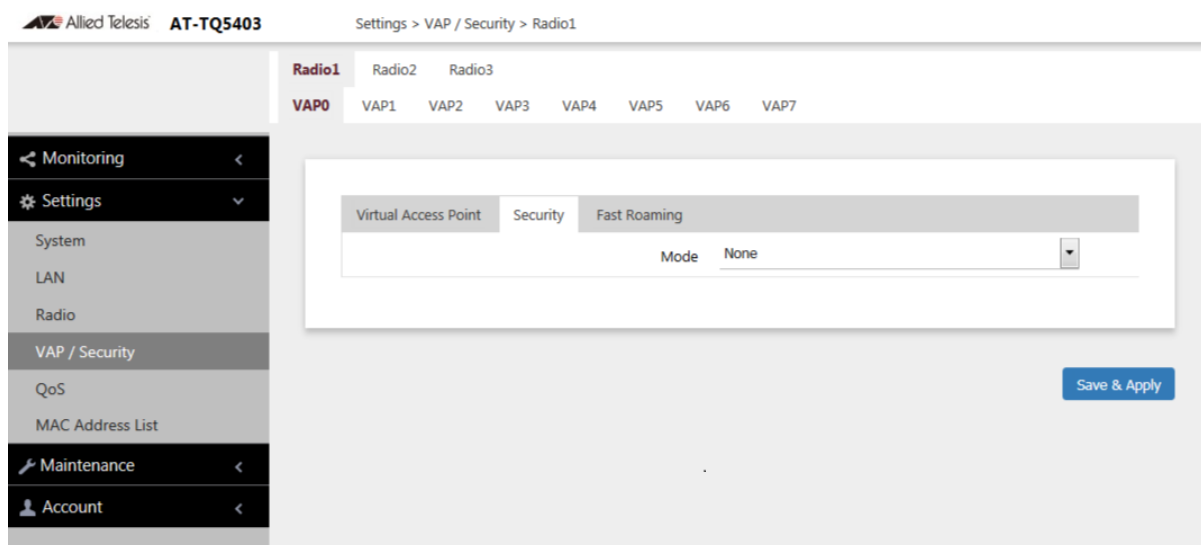 Allied Telesis AT-TQ5403 Settings > VAP / Security > Radio1
Radio1 Radio2 Radio3
VAP0 VAP1 VAP2 VAP3 VAP4 VAP5 VAP6 VAP7
Monitoring
Settings
System
LAN
Radio
VAP / Security
QoS
MAC Address List
Maintenance
Account
Virtual Access Point Security Fast Roaming
Mode None
Save & Apply